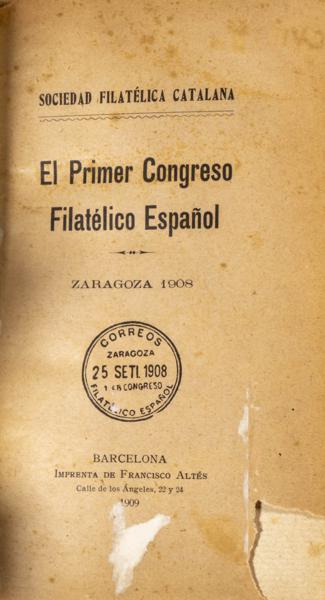 SOCIEDAD FILATÉLICA CATALANA
El Primer Congreso
Filatélico Español
ZARAGOZA 1908
CORREOS
ZARAGOZA
25 SETI. 1908
1 ER CONGRESO
FILATÉLICO ESPAÑOL
BARCELONA
IMPRENTA DE FRANCISCO ALTÉS
Calle de los Ángeles, 22 y 24
1909